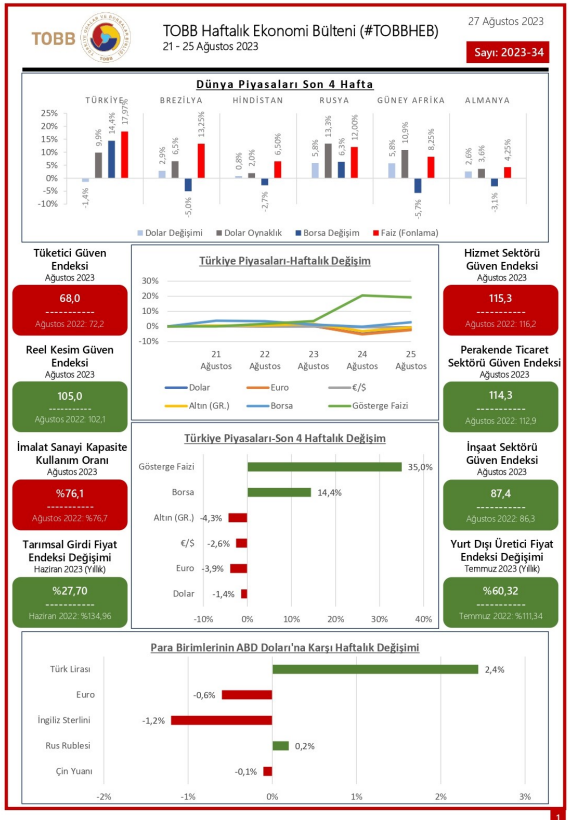 TOBB
TOBB
TOBB Haftalık Ekonomi Bülteni (#TOBBHEB)
21 - 25 Ağustos 2023
27 Ağustos 2023
Sayı: 2023-34
Dünya Piyasaları Son 4 Hafta
TÜRKİYE BREZİLYA HİNDİSTAN RUSYA GÜNEY AFRİKA ALMANYA
25%
20%
15%
10%
5%
0%
-5%
-10%
-1,4% 9,9% 14,4% 17,97%
2,9% 6,5% -5,0% 13,25%
0,8% 2,0% -2,7% 6,50%
5,8% 13,3% 6,3% 12,00%
5,8% 10,9% -5,7% 8,25%
2,6% 3,6% -3,1% 4,25%
Dolar Değişimi Dolar Oynaklık Borsa Değişim Faiz (Fonlama)
Tüketici Güven
Endeksi
Ağustos 2023
68,0
-----------
Ağustos 2022: 72,2
Reel Kesim Güven
Endeksi
Ağustos 2023
105,0
-----------
Ağustos 2022: 102,1
İmalat Sanayi Kapasite
Kullanım Oranı
Ağustos 2023
%76,1
-----------
Ağustos 2022: %76,7
Tarımsal Girdi Fiyat
Endeksi Değişimi
Haziran 2023 (Yıllık)
%27,70
-----------
Haziran 2022: %134,96
Türkiye Piyasaları-Haftalık Değişim
30%
20%
10%
0%
-10%
21 22 23 24 25
Ağustos Ağustos Ağustos Ağustos Ağustos
Dolar Euro €/$
Altın (GR.) Borsa Gösterge Faizi
Türkiye Piyasaları-Son 4 Haftalık Değişim
Gösterge Faizi 35,0%
Borsa 14,4%
Altın (GR.) -4,3%
€/$ -2,6%
Euro -3,9%
Dolar -1,4%
-10% 0% 10% 20% 30% 40%
Hizmet Sektörü
Güven Endeksi
Ağustos 2023
115,3
-----------
Ağustos 2022: 116,2
Perakende Ticaret
Sektörü Güven Endeksi
Ağustos 2023
114,3
-----------
Ağustos 2022: 112,9
İnşaat Sektörü
Güven Endeksi
Ağustos 2023
87,4
-----------
Ağustos 2022: 86,3
Yurt Dışı Üretici Fiyat
Endeksi Değişimi
Temmuz 2023 (Yıllık)
%60,32
-----------
Temmuz 2022: %111,34
Para Birimlerinin ABD Doları'na Karşı Haftalık Değişimi
Türk Lirası 2,4%
Euro -0,6%
İngiliz Sterlini -1,2%
Rus Rublesi 0,2%
Çin Yuanı -0,1%
-2% -1% 0% 1% 2% 3%
1